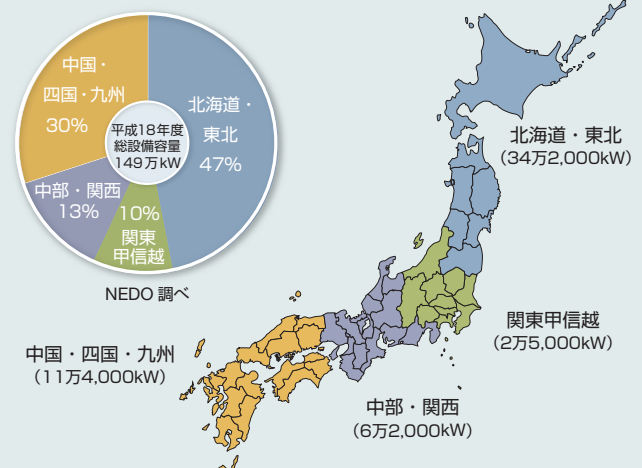 中国・
四国・九州
30%
北海道・
東北
47%
平成18年度
総設備容量
149万kW
中部・関西
13%
10%
関東
甲信越
NEDO 調べ
北海道・東北
(34万2,000kW)
関東甲信越
(2万5,000kW)
中国・四国・九州
(11万4,000kW)
中部・関西
(6万2,000kW)